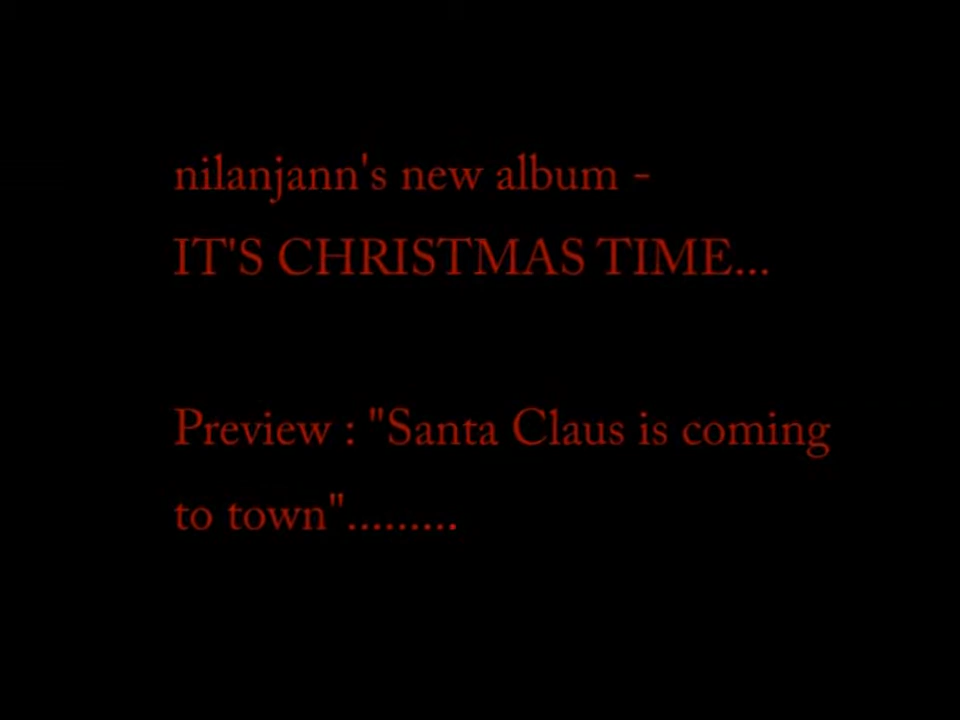 nilanjann's new album -
IT'S CHRISTMAS TIME...
Preview : "Santa Claus is coming
to town".........